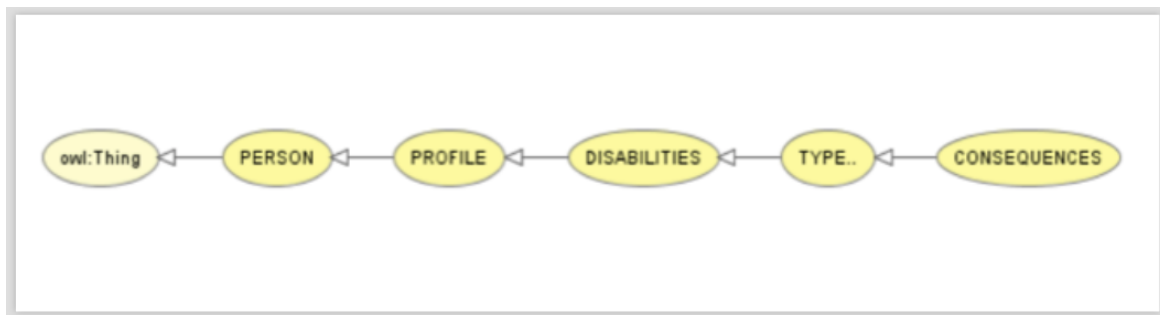 owl:Thing
PERSON
PROFILE
DISABILITIES
TYPE..
CONSEQUENCES